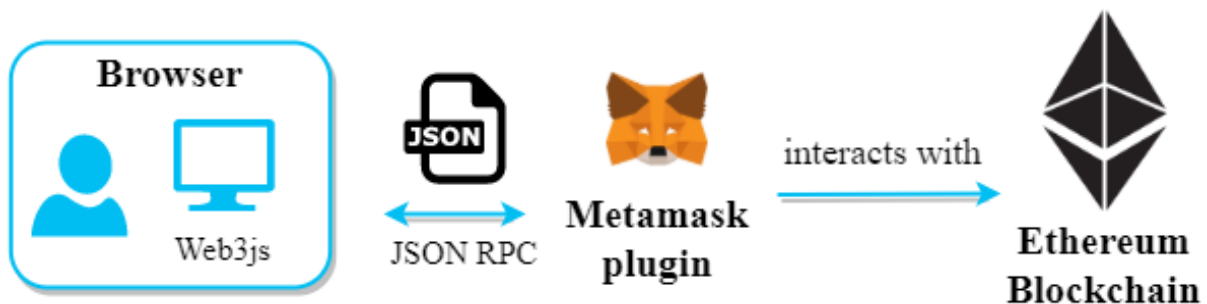 Browser
Web3js
JSON
JSON RPC
Metamask
plugin
interacts with
Ethereum
Blockchain